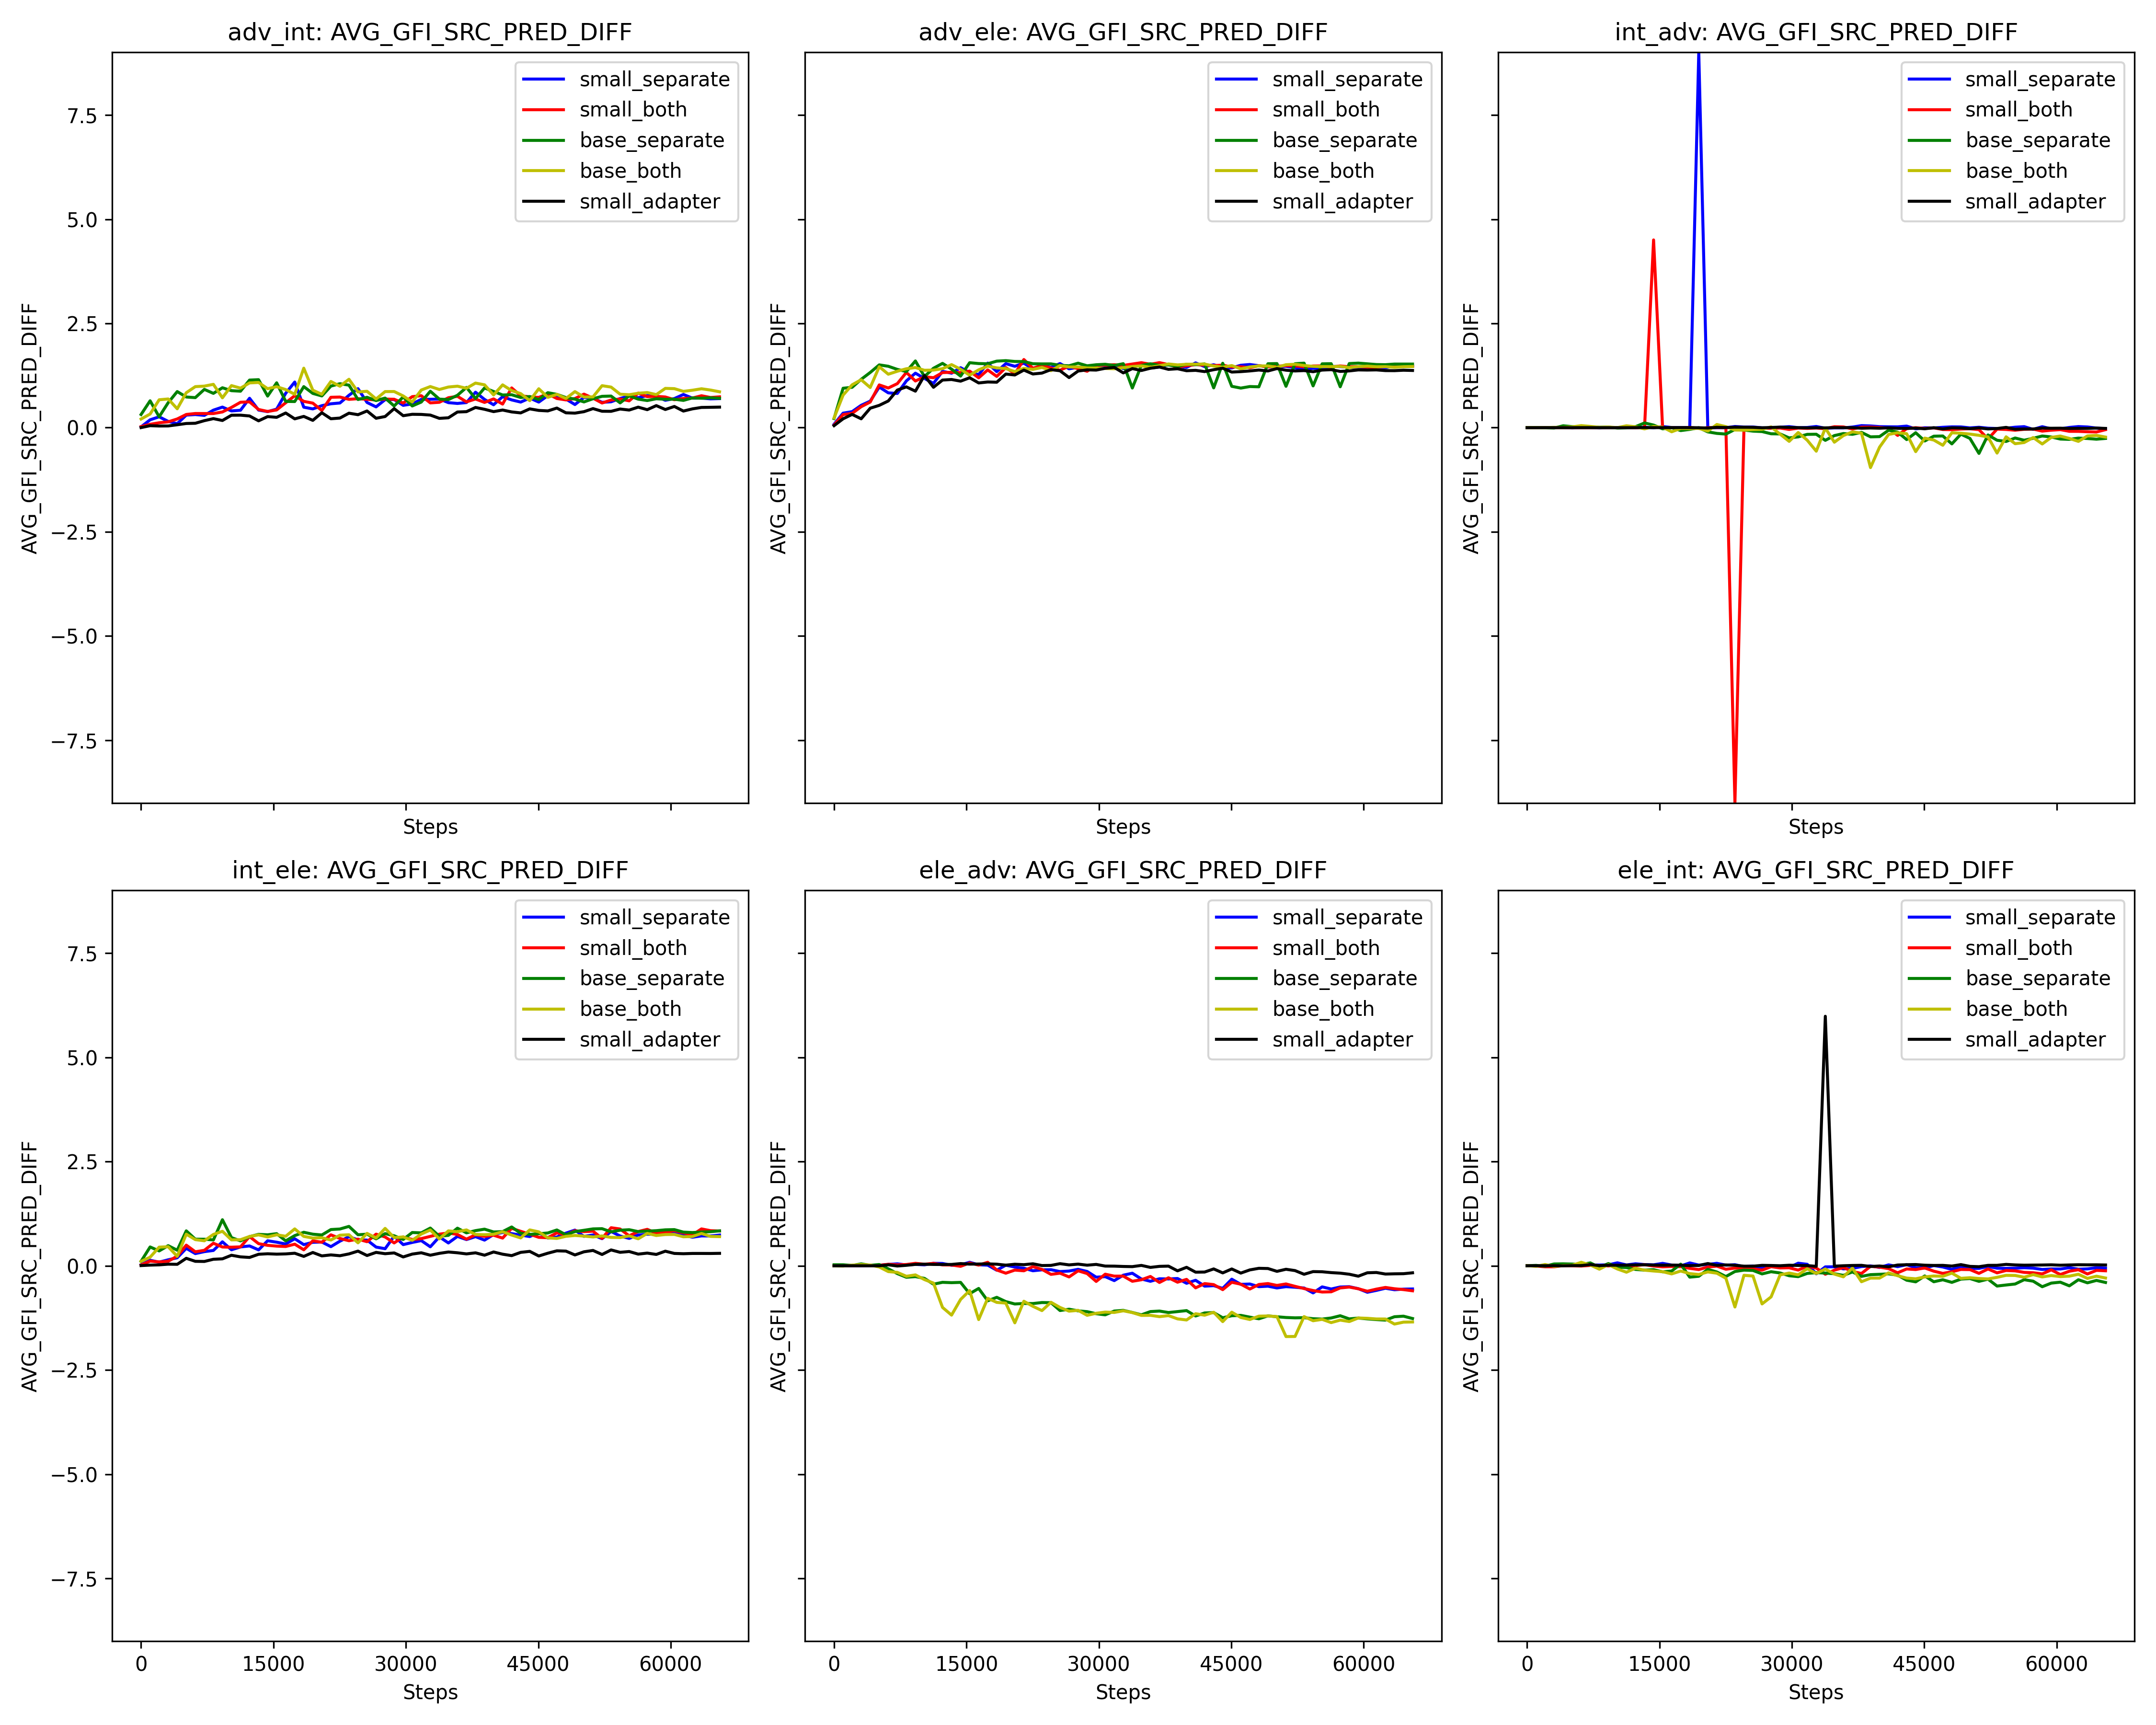 adv_int: AVG_GFI_SRC_PRED_DIFF
adv_ele: AVG_GFI_SRC_PRED_DIFF
int_adv: AVG_GFI_SRC_PRED_DIFF
small_separate
small_both
base_separate
base_both
small_adapter
small_separate
small_both
base_separate
base_both
small_adapter
small_separate
small_both
base_separate
base_both
small_adapter
7.5
5.0
2.5
0.0
−2.5
−5.0
−7.5
AVG_GFI_SRC_PRED_DIFF
AVG_GFI_SRC_PRED_DIFF
AVG_GFI_SRC_PRED_DIFF
Steps
Steps
Steps
int_ele: AVG_GFI_SRC_PRED_DIFF
ele_adv: AVG_GFI_SRC_PRED_DIFF
ele_int: AVG_GFI_SRC_PRED_DIFF
small_separate
small_both
base_separate
base_both
small_adapter
small_separate
small_both
base_separate
base_both
small_adapter
small_separate
small_both
base_separate
base_both
small_adapter
7.5
5.0
2.5
0.0
−2.5
−5.0
−7.5
AVG_GFI_SRC_PRED_DIFF
AVG_GFI_SRC_PRED_DIFF
AVG_GFI_SRC_PRED_DIFF
0 15000 30000 45000 60000
0 15000 30000 45000 60000
0 15000 30000 45000 60000
Steps
Steps
Steps